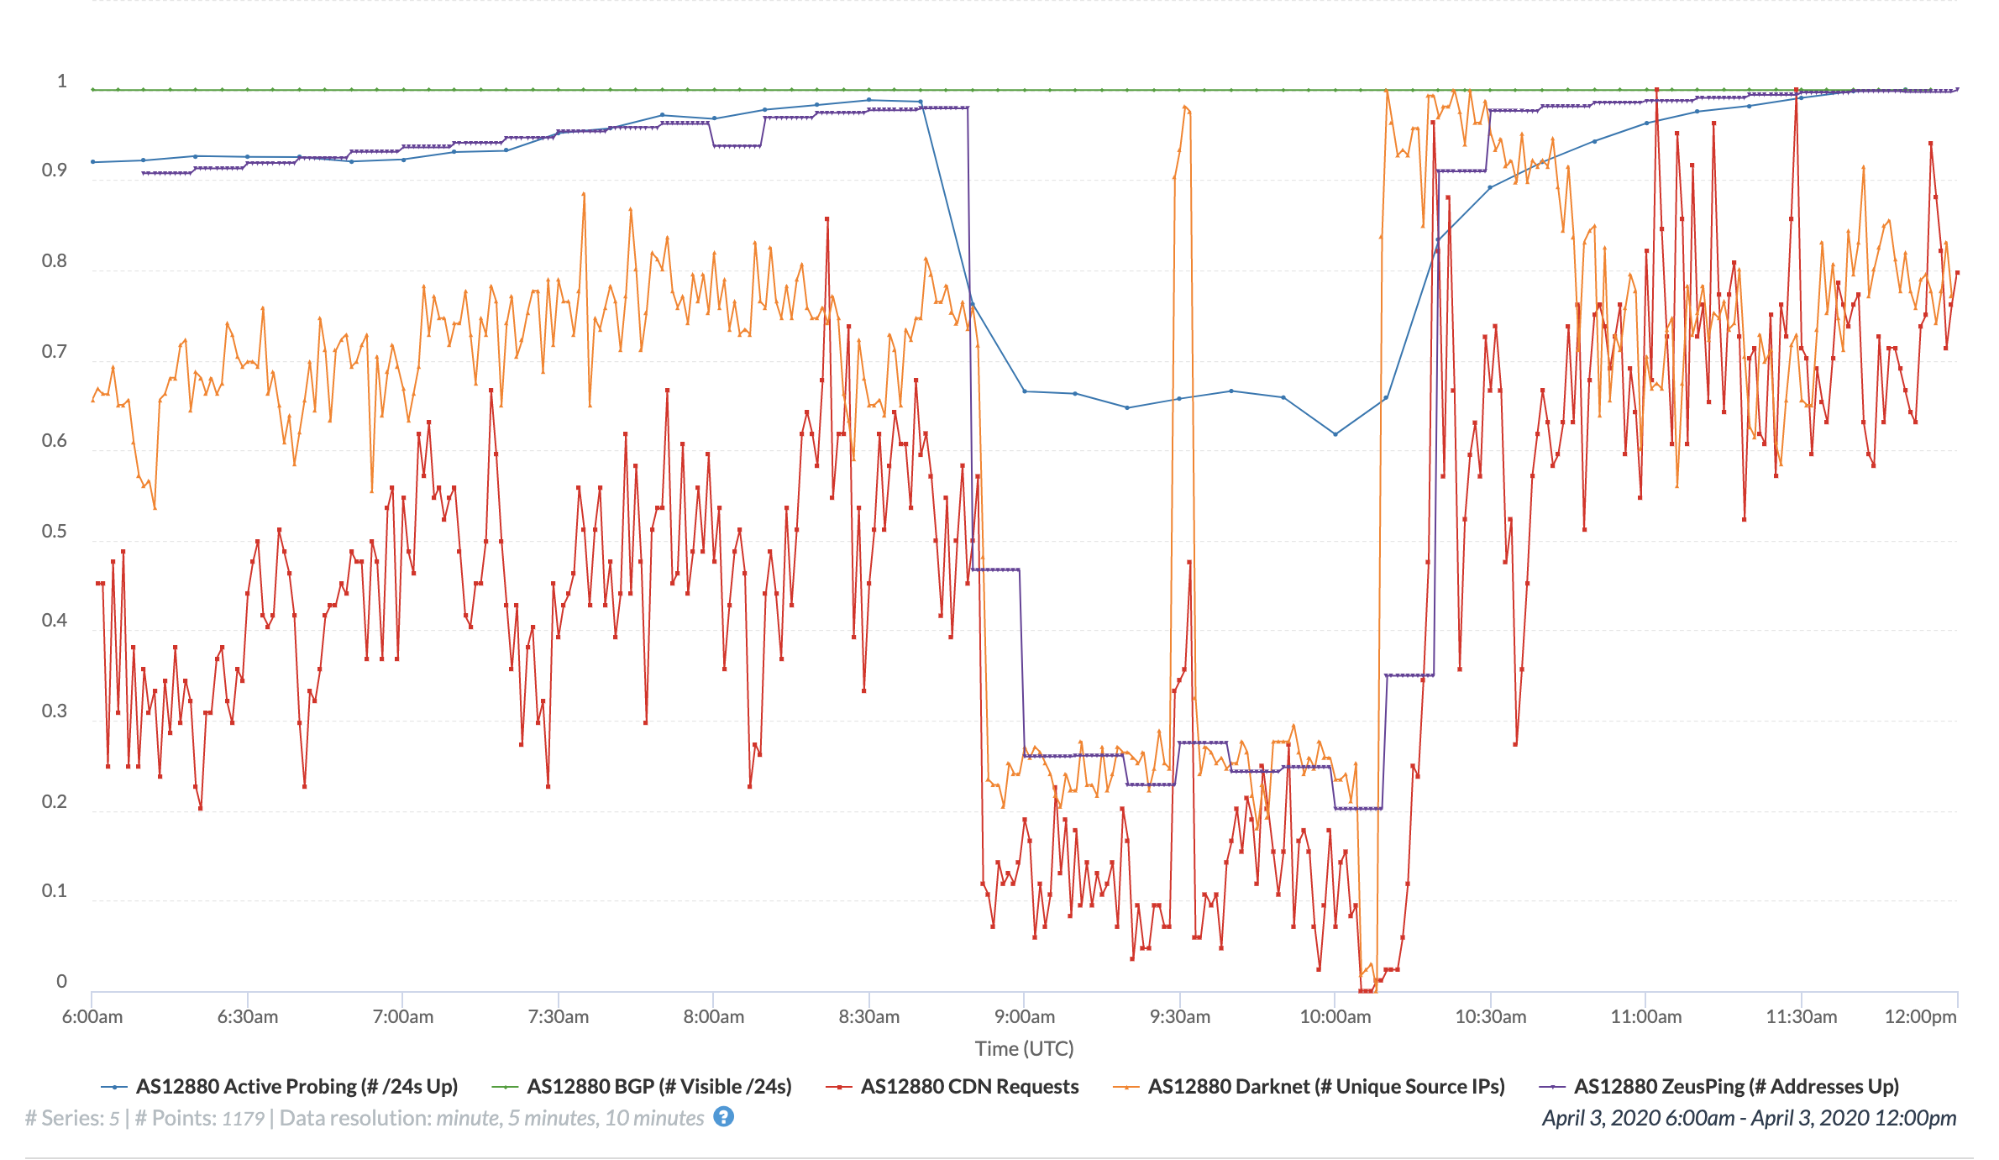 1
0.9
0.8
0.7
0.6
0.5
0.4
0.3
0.2
0.1
0
6:00am 6:30am 7:00am 7:30am 8:00am 8:30am 9:00am 9:30am 10:00am 10:30am 11:00am 11:30am 12:00pm
Time (UTC)
AS12880 Active Probing (# /24s Up) AS12880 BGP (# Visible /24s) AS12880 CDN Requests AS12880 Darknet (# Unique Source IPs) AS12880 ZeusPing (# Addresses Up)
# Series: 5 | # Points: 1179 | Data resolution: minute, 5 minutes, 10 minutes ? April 3, 2020 6:00am - April 3, 2020 12:00pm